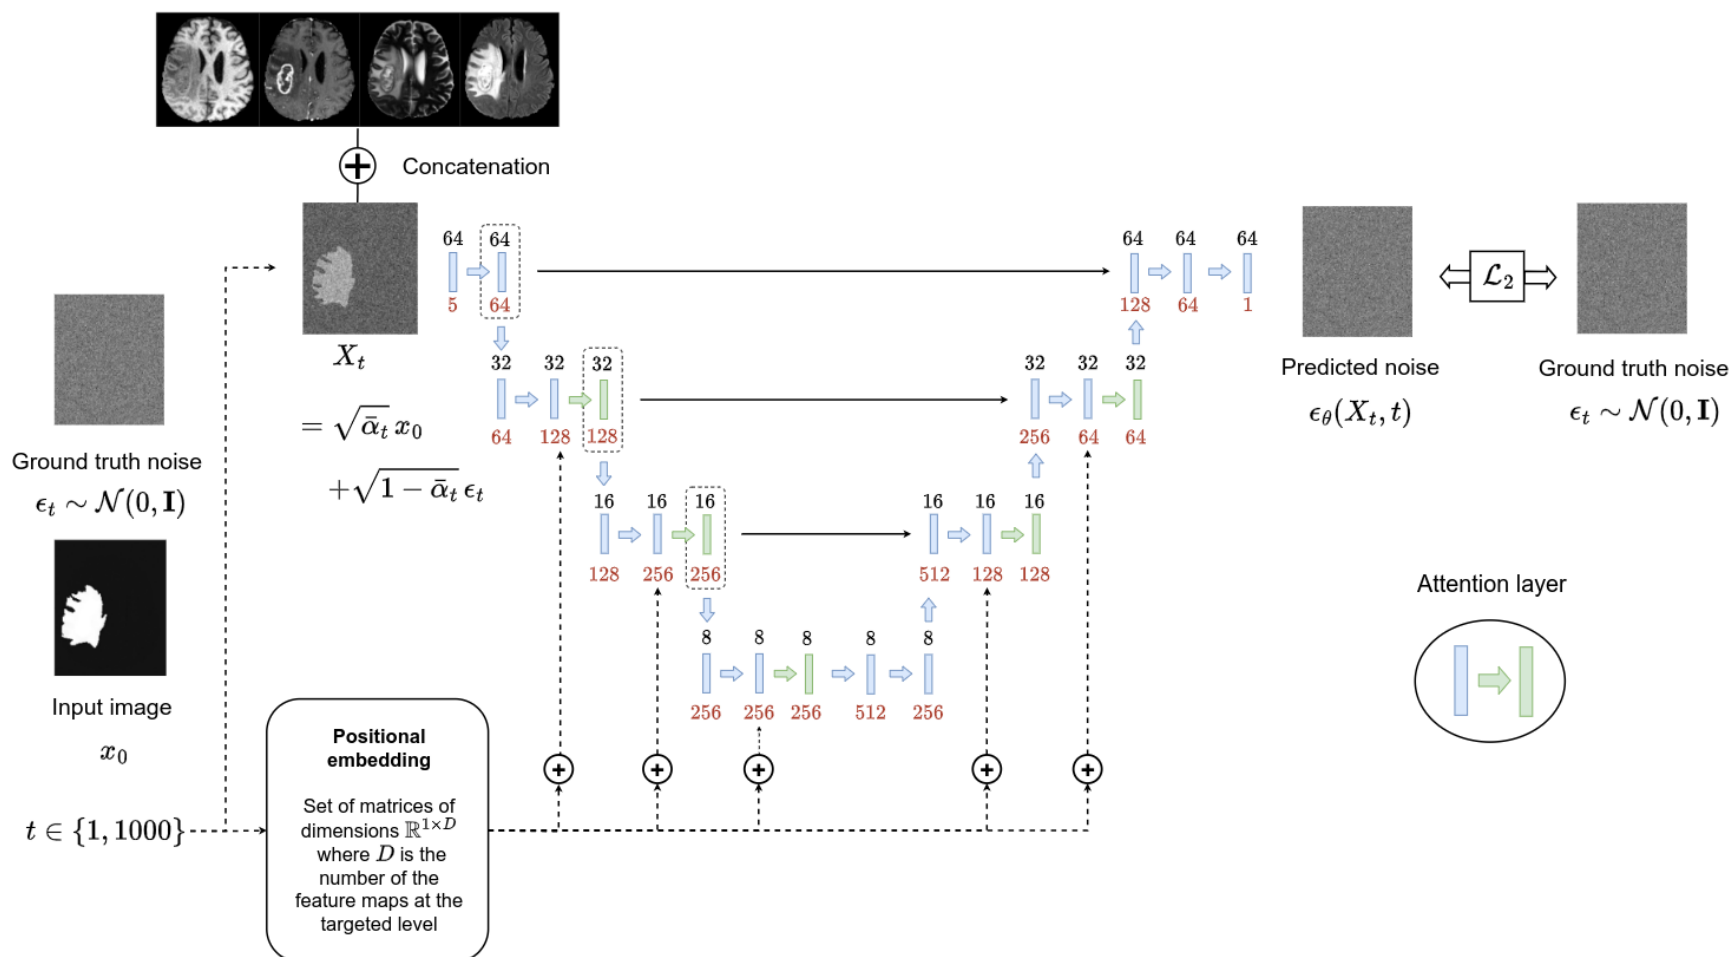 Concatenation
X_t
= √ᾱ_t x_0
+√1 − ᾱ_t ϵ_t
Ground truth noise
ϵ_t ∼ 𝒩(0, I)
Input image
x_0
t ∈ {1, 1000}
Positional
embedding
Set of matrices of
dimensions ℝ^{1×D}
where D is the
number of the
feature maps at the
targeted level
64 64
5 64
32 32 32
64 128 128
16 16 16
128 256 256
8 8 8 8 8
256 256 256 512 256
16 16 16
512 128 128
32 32 32
256 64 64
64 64 64
128 64 1
Predicted noise
ϵ_θ(X_t, t)
ℒ_2
Ground truth noise
ϵ_t ∼ 𝒩(0, I)
Attention layer